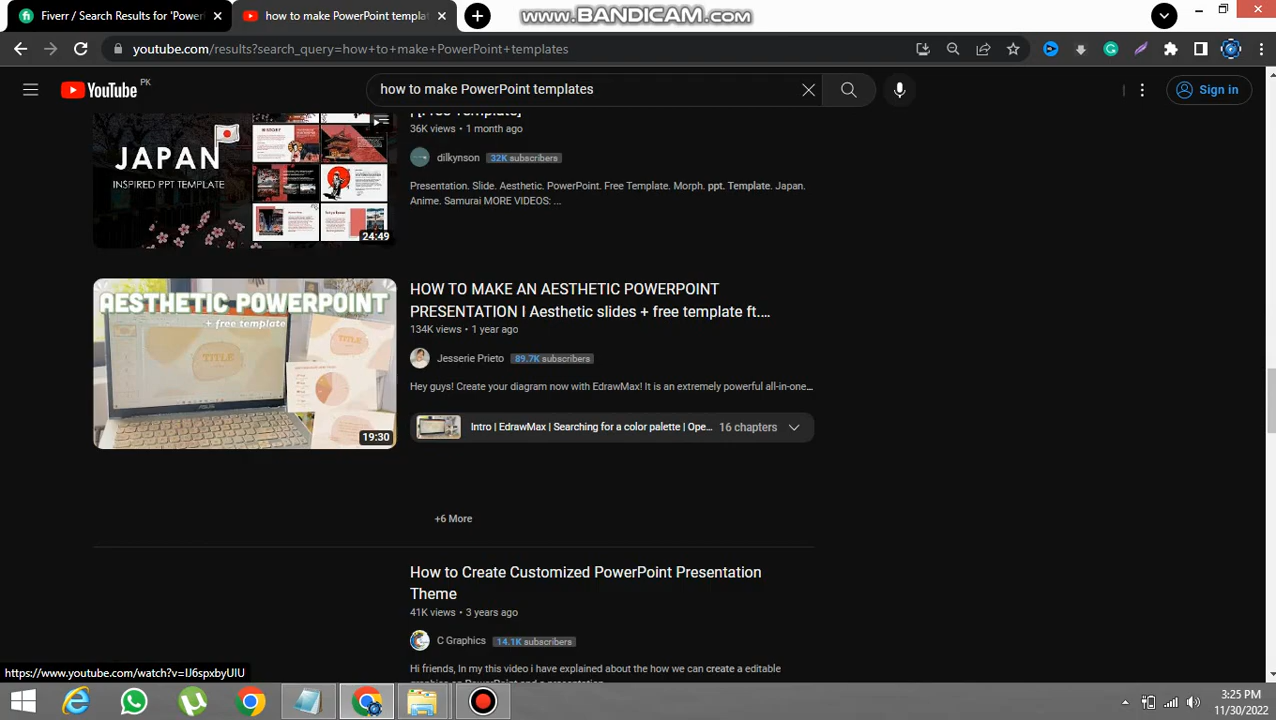 Fiverr / Search Results for 'Power
how to make PowerPoint templat
www.BANDICAM.com
youtube.com/results?search_query=how+to+make+PowerPoint+templates
YouTube PK
how to make PowerPoint templates
Sign in
[Free Template]
36K views • 1 month ago
32K subscribers
Presentation. Slide. Aesthetic. PowerPoint. Free Template. Morph. ppt. Template. Japan.
Anime. Samurai MORE VIDEOS: ...
JAPAN
PPT TEMPLATE
24:49
AESTHETIC POWERPOINT
+ free template
TITLE
TITLE
ASUS
19:30
HOW TO MAKE AN AESTHETIC POWERPOINT
PRESENTATION I Aesthetic slides + free template ft....
134K views • 1 year ago
Jesserie Prieto 89.7K subscribers
Hey guys! Create your diagram now with EdrawMax! It is an extremely powerful all-in-one...
Intro | EdrawMax | Searching for a color palette | Ope... 16 chapters
+6 More
How to Create Customized PowerPoint Presentation
Theme
41K views • 3 years ago
C Graphics 14.1K subscribers
Hi friends, In my this video i have explained about the how we can create a editable
https://www.youtube.com/watch?v=IJ6spxbyUIU
3:25 PM
11/30/2022